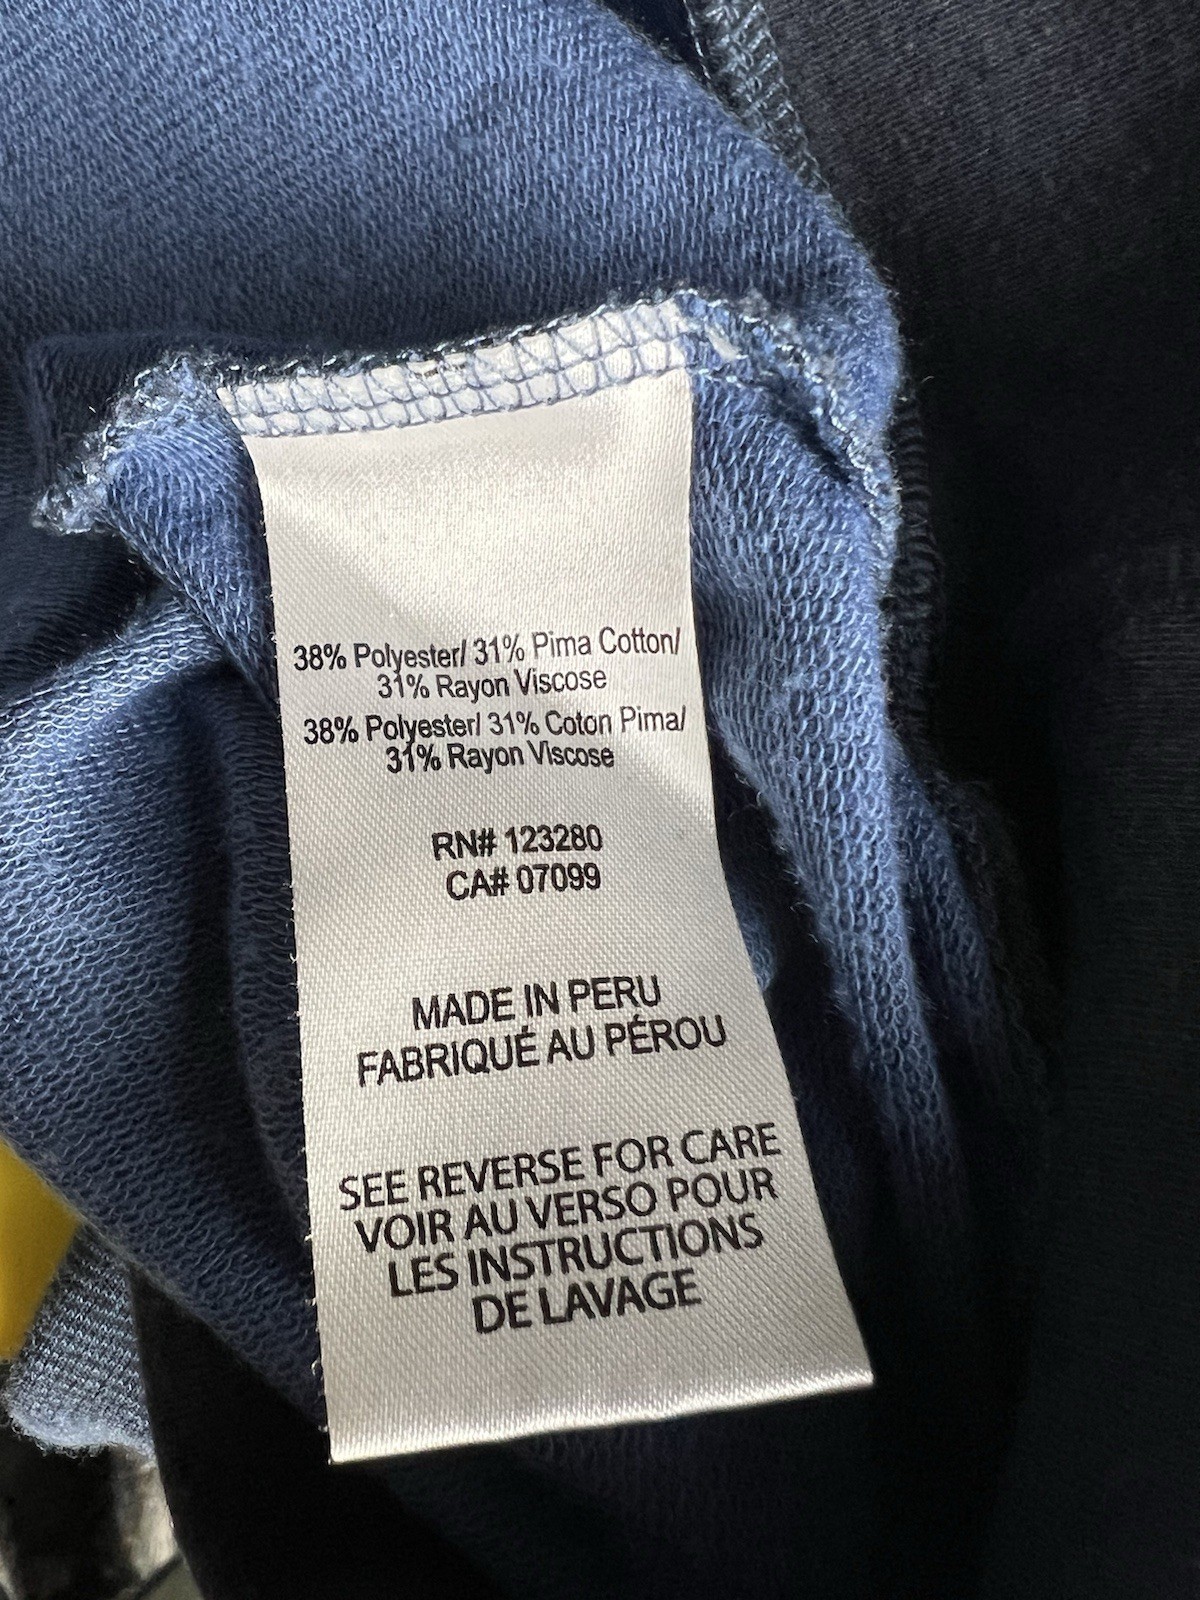 38% Polyester/ 31% Pima Cotton/
31% Rayon Viscose
38% Polyester/ 31% Coton Pima/
31% Rayon Viscose
RN# 123280
CA# 07099
MADE IN PERU
FABRIQUÉ AU PÉROU
SEE REVERSE FOR CARE
VOIR AU VERSO POUR
LES INSTRUCTIONS
DE LAVAGE